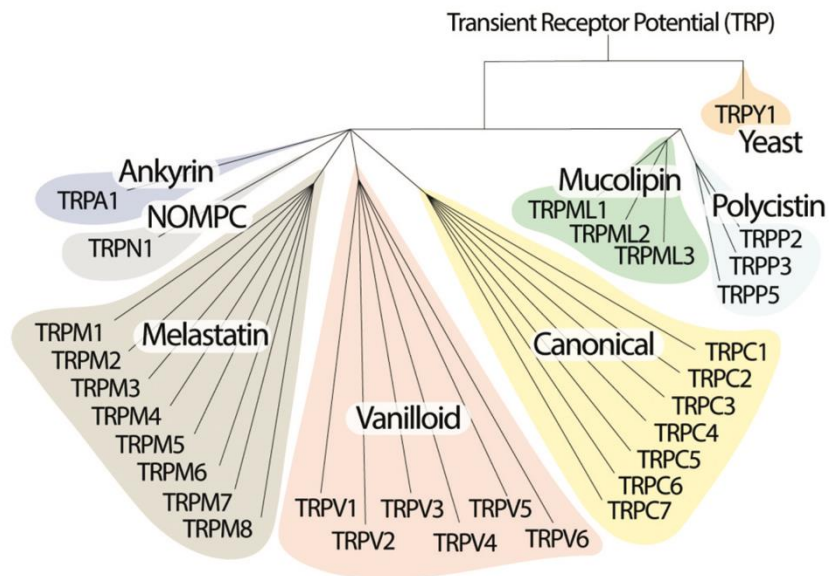 Transient Receptor Potential (TRP)
TRPY1
Yeast
Ankyrin
TRPA1
NOMPC
TRPN1
Mucolipin
TRPML1
TRPML2
TRPML3
Polycistin
TRPP2
TRPP3
TRPP5
Melastatin
TRPM1
TRPM2
TRPM3
TRPM4
TRPM5
TRPM6
TRPM7
TRPM8
Vanilloid
TRPV1
TRPV2
TRPV3
TRPV4
TRPV5
TRPV6
Canonical
TRPC1
TRPC2
TRPC3
TRPC4
TRPC5
TRPC6
TRPC7